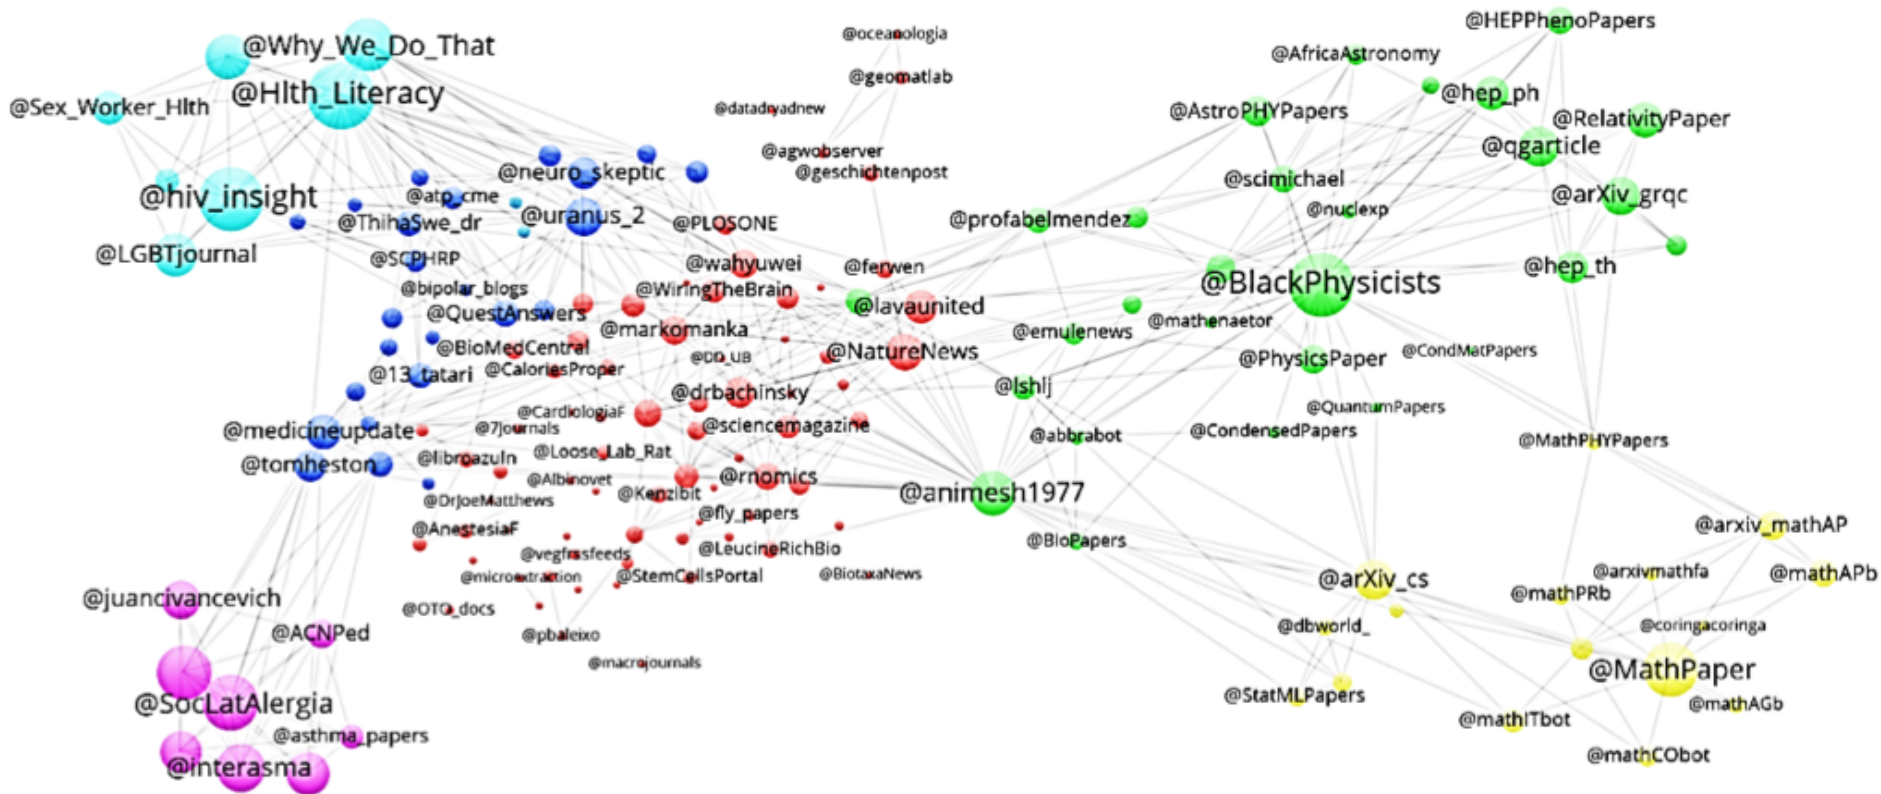 @oceanologia
@HEPPhenoPapers
@Why_We_Do_That
@AfricaAstronomy
@geomatlab
@Hlth_Literacy
@hep_ph
@Sex_Worker_Hlth
@datadryadnew
@AstroPHYPapers
@RelativityPaper
@agwobserver
@qgarticle
@neuro_skeptic
@geschichtenpost
@scimichael
@hiv_insight
@atp_cme
@arXiv_grqc
@nuclexp
@ThihaSwe_dr
@uranus_2
@PLOSONE
@profabelmendez
@LGBTjournal
@SCPHRP
@wahyuwei
@ferwen
@hep_th
@bipolar_blogs
@WiringTheBrain
@BlackPhysicists
@QuestAnswers
@lavaunited
@markomanka
@emulenews
@mathenaetor
@BioMedCentral
@DD_UB
@NatureNews
@PhysicsPaper
@CondMatPapers
@13_tatari
@CaloriesProper
@drbachinsky
@lshlj
@CardiologiaF
@QuantumPapers
@medicineupdate
@7Journals
@sciencemagazine
@abbrabot
@CondensedPapers
@MathPHYPapers
@tomheston
@libroazuln
@Loose_Lab_Rat
@Albinovet
@rnomics
@Kenzibit
@animesh1977
@DrJoeMatthews
@fly_papers
@arxiv_mathAP
@AnestesiaF
@BioPapers
@vegfrssfeeds
@LeucineRichBio
@microextraction
@StemCellsPortal
@BiotaxaNews
@arXiv_cs
@arxivmathfa
@mathAPb
@juancivancevich
@mathPRb
@OTO_docs
@ACNPed
@pbaleixo
@dbworld_
@coringacoringa
@macrojournals
@MathPaper
@SocLatAlergia
@StatMLPapers
@mathAGb
@asthma_papers
@mathITbot
@interasma
@mathCObot